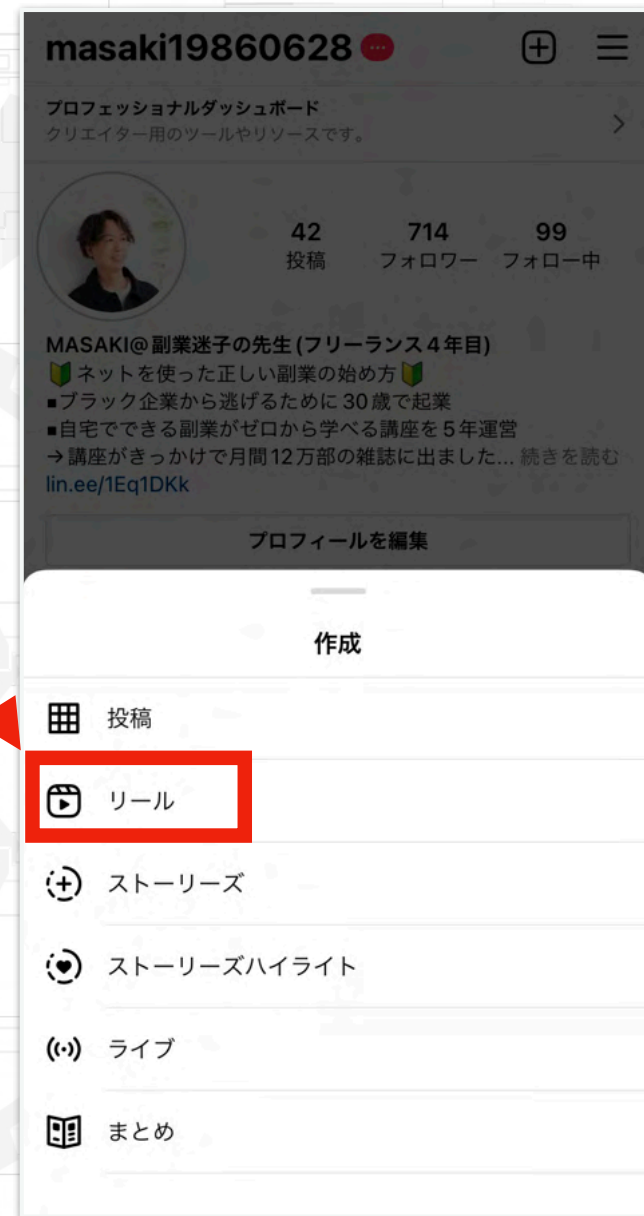 masaki19860628
プロフェッショナルダッシュボード
クリエイター用のツールやリソースです。
42 714 99
投稿 フォロワー フォロー中
MASAKI@副業迷子の先生(フリーランス4年目)
🔰ネットを使った正しい副業の始め方🔰
▪ブラック企業から逃げるために30歳で起業
▪自宅でできる副業がゼロから学べる講座を5年運営
→講座がきっかけで月間12万部の雑誌に出ました... 続きを読む
lin.ee/1Eq1DKk
プロフィールを編集
作成
投稿
リール
ストーリーズ
ストーリーズハイライト
ライブ
まとめ